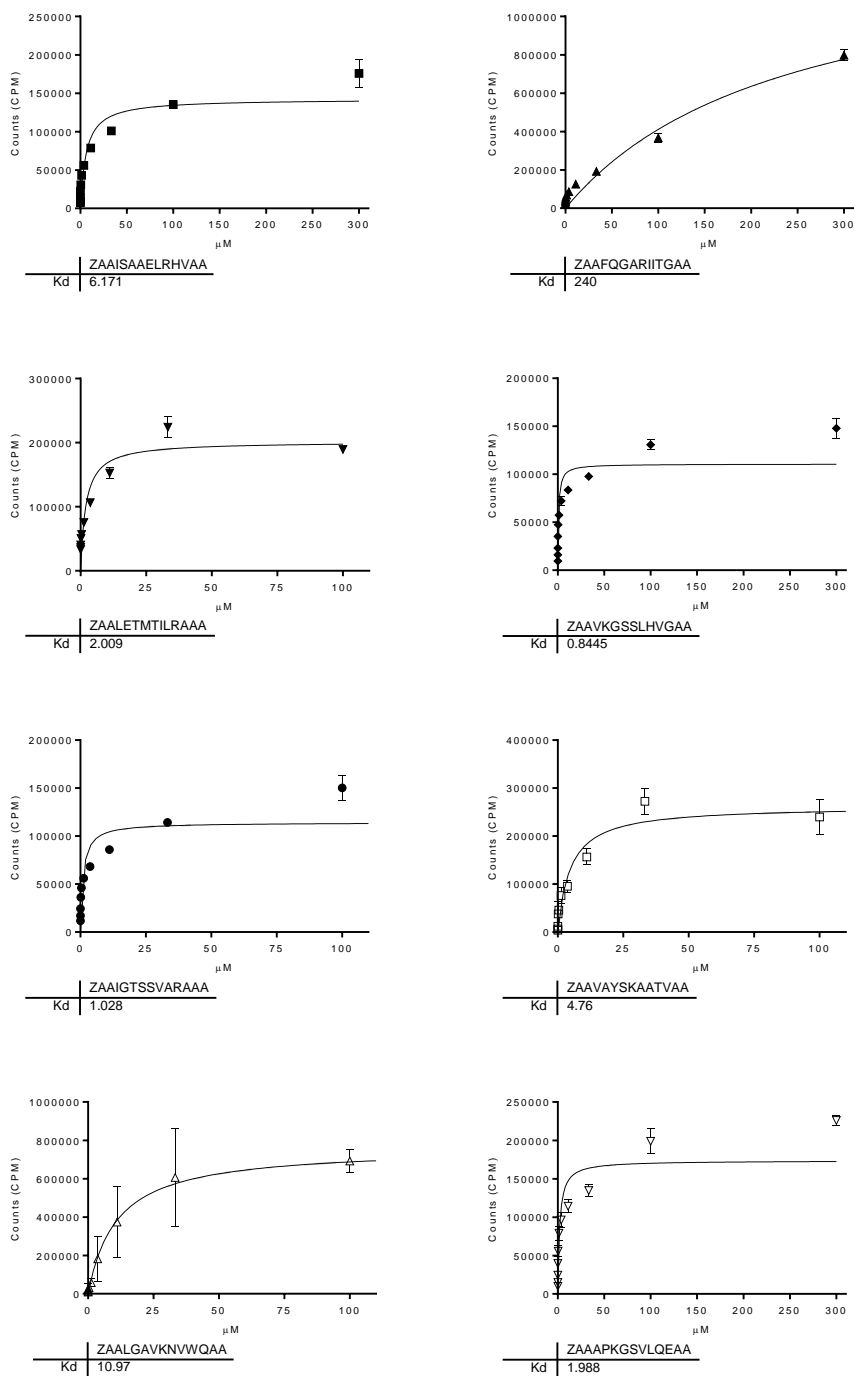 250000
200000
150000
100000
50000
0
Counts (CPM)
0 50 100 150 200 250 300
µM
ZAAISAAELRHVAA
Kd 6.171
1000000
800000
600000
400000
200000
0
Counts (CPM)
0 50 100 150 200 250 300
µM
ZAAFQGARIITGAA
Kd 240
300000
200000
100000
0
Counts (CPM)
0 25 50 75 100
µM
ZAALETMTILRAAA
Kd 2.009
200000
150000
100000
50000
0
Counts (CPM)
0 50 100 150 200 250 300
µM
ZAAVKGSSLHVGAA
Kd 0.8445
200000
150000
100000
50000
0
Counts (CPM)
0 25 50 75 100
µM
ZAAIGTSSVARAAA
Kd 1.028
400000
300000
200000
100000
0
Counts (CPM)
0 25 50 75 100
µM
ZAAVAYSKAATVAA
Kd 4.76
1000000
800000
600000
400000
200000
0
Counts (CPM)
0 25 50 75 100
µM
ZAALGAVKNVWQAA
Kd 10.97
250000
200000
150000
100000
50000
0
Counts (CPM)
0 50 100 150 200 250 300
µM
ZAAAPKGSVLQEAA
Kd 1.988